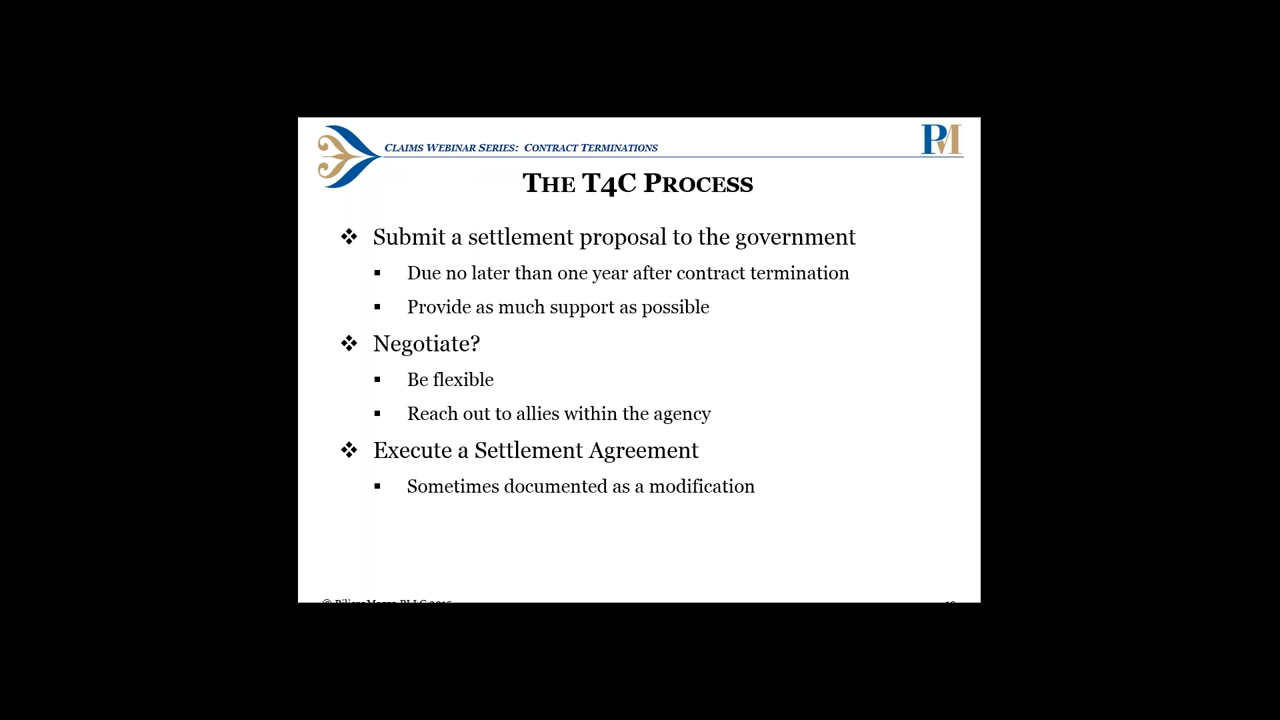 CLAIMS WEBINAR SERIES: CONTRACT TERMINATIONS
PM
THE T4C PROCESS
❖ Submit a settlement proposal to the government
▪ Due no later than one year after contract termination
▪ Provide as much support as possible
❖ Negotiate?
▪ Be flexible
▪ Reach out to allies within the agency
❖ Execute a Settlement Agreement
▪ Sometimes documented as a modification